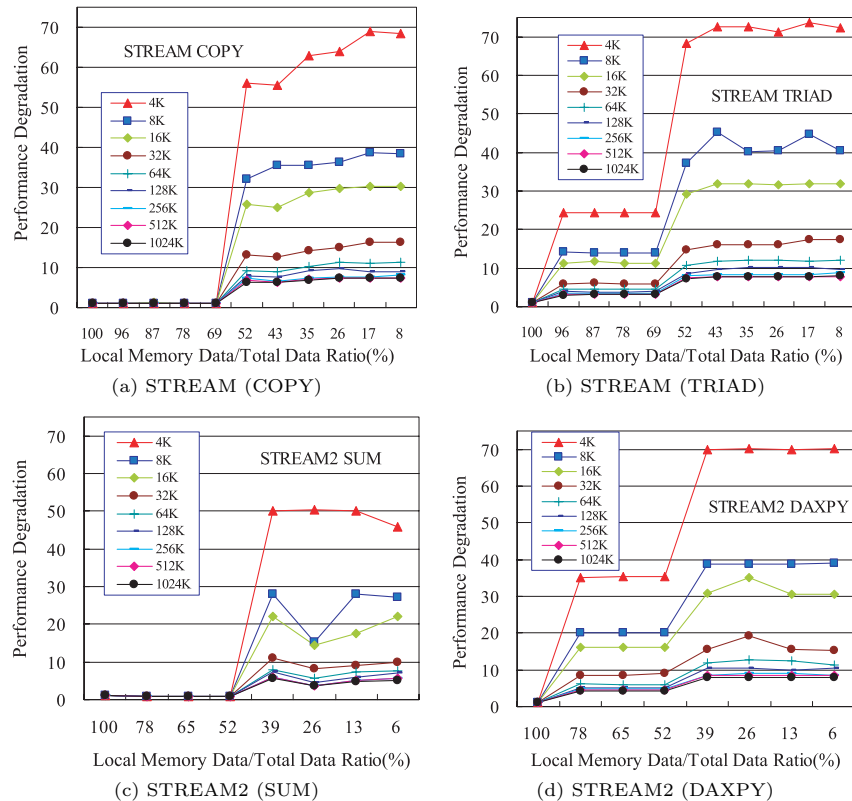 STREAM COPY
Performance Degradation
70
60
50
40
30
20
10
0
4K
8K
16K
32K
64K
128K
256K
512K
1024K
100 96 87 78 69 52 43 35 26 17 8
Local Memory Data/Total Data Ratio(%)
(a) STREAM (COPY)
STREAM TRIAD
Performance Degradation
70
60
50
40
30
20
10
0
4K
8K
16K
32K
64K
128K
256K
512K
1024K
100 96 87 78 69 52 43 35 26 17 8
Local Memory Data/Total Data Ratio (%)
(b) STREAM (TRIAD)
STREAM2 SUM
Performance Degradation
70
60
50
40
30
20
10
0
4K
8K
16K
32K
64K
128K
256K
512K
1024K
100 78 65 52 39 26 13 6
Local Memory Data/Total Data Ratio(%)
(c) STREAM2 (SUM)
STREAM2 DAXPY
Performance Degradation
70
60
50
40
30
20
10
0
4K
8K
16K
32K
64K
128K
256K
512K
1024K
100 78 65 52 39 26 13 6
Local Memory Data/Total Data Ratio(%)
(d) STREAM2 (DAXPY)